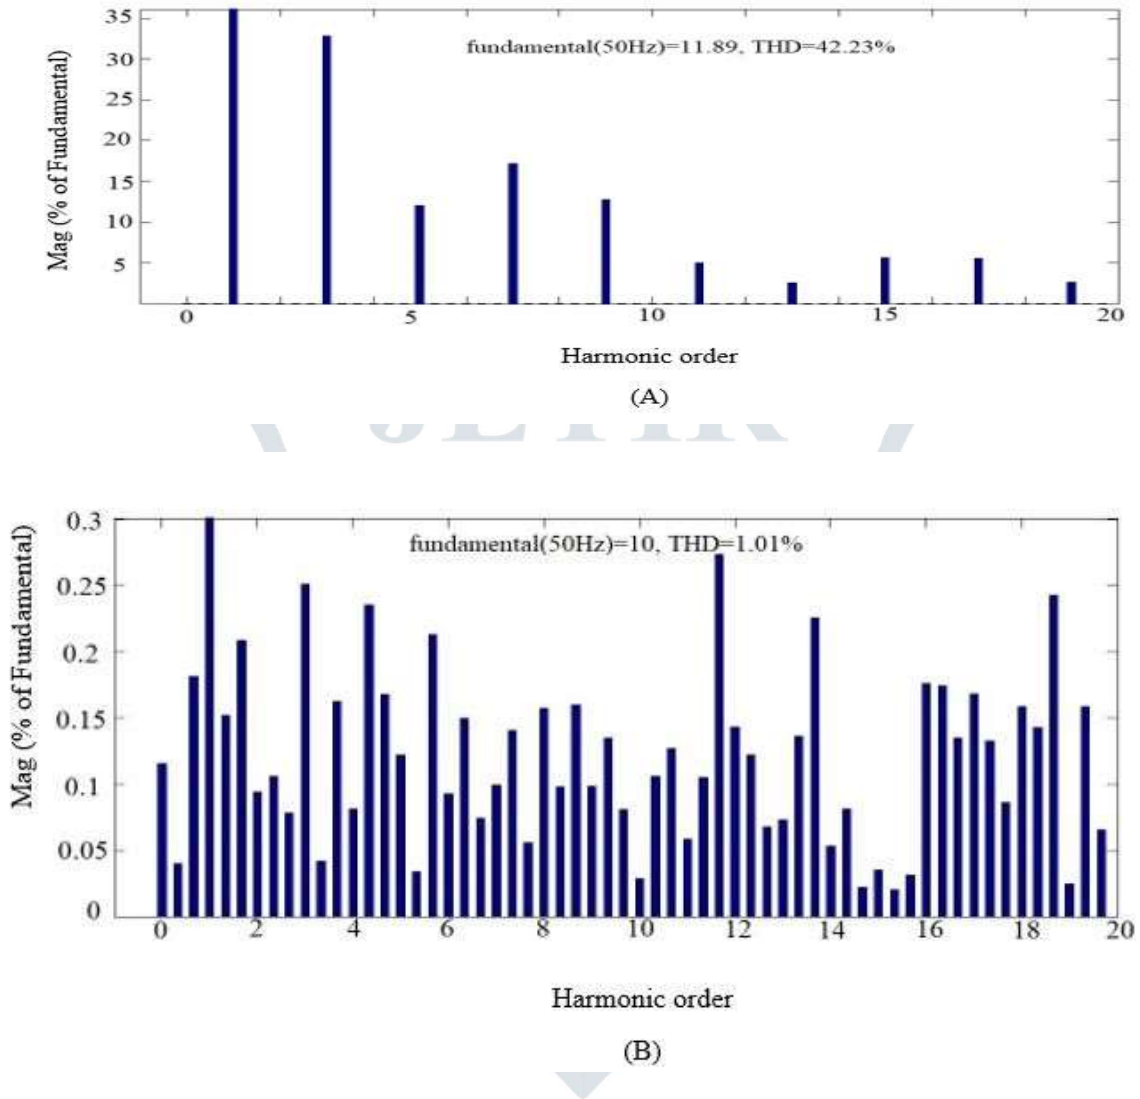 35
30
25
20
15
10
5
Mag (% of Fundamental)
fundamental(50Hz)=11.89, THD=42.23%
0 5 10 15 20
Harmonic order
(A)
JETIR
0.3
0.25
0.2
0.15
0.1
0.05
0
Mag (% of Fundamental)
fundamental(50Hz)=10, THD=1.01%
0 2 4 6 8 10 12 14 16 18 20
Harmonic order
(B)